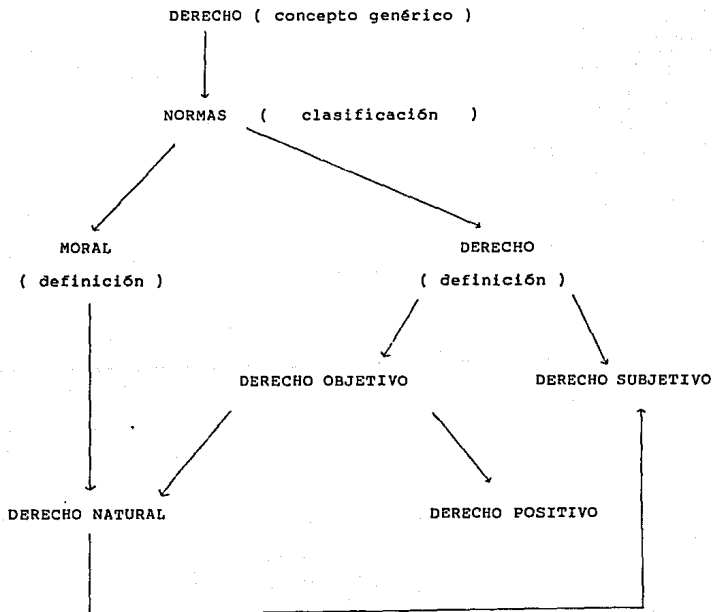 DERECHO ( concepto genérico )
NORMAS ( clasificación )
MORAL
( definición )
DERECHO
( definición )
DERECHO OBJETIVO
DERECHO SUBJETIVO
DERECHO NATURAL
DERECHO POSITIVO